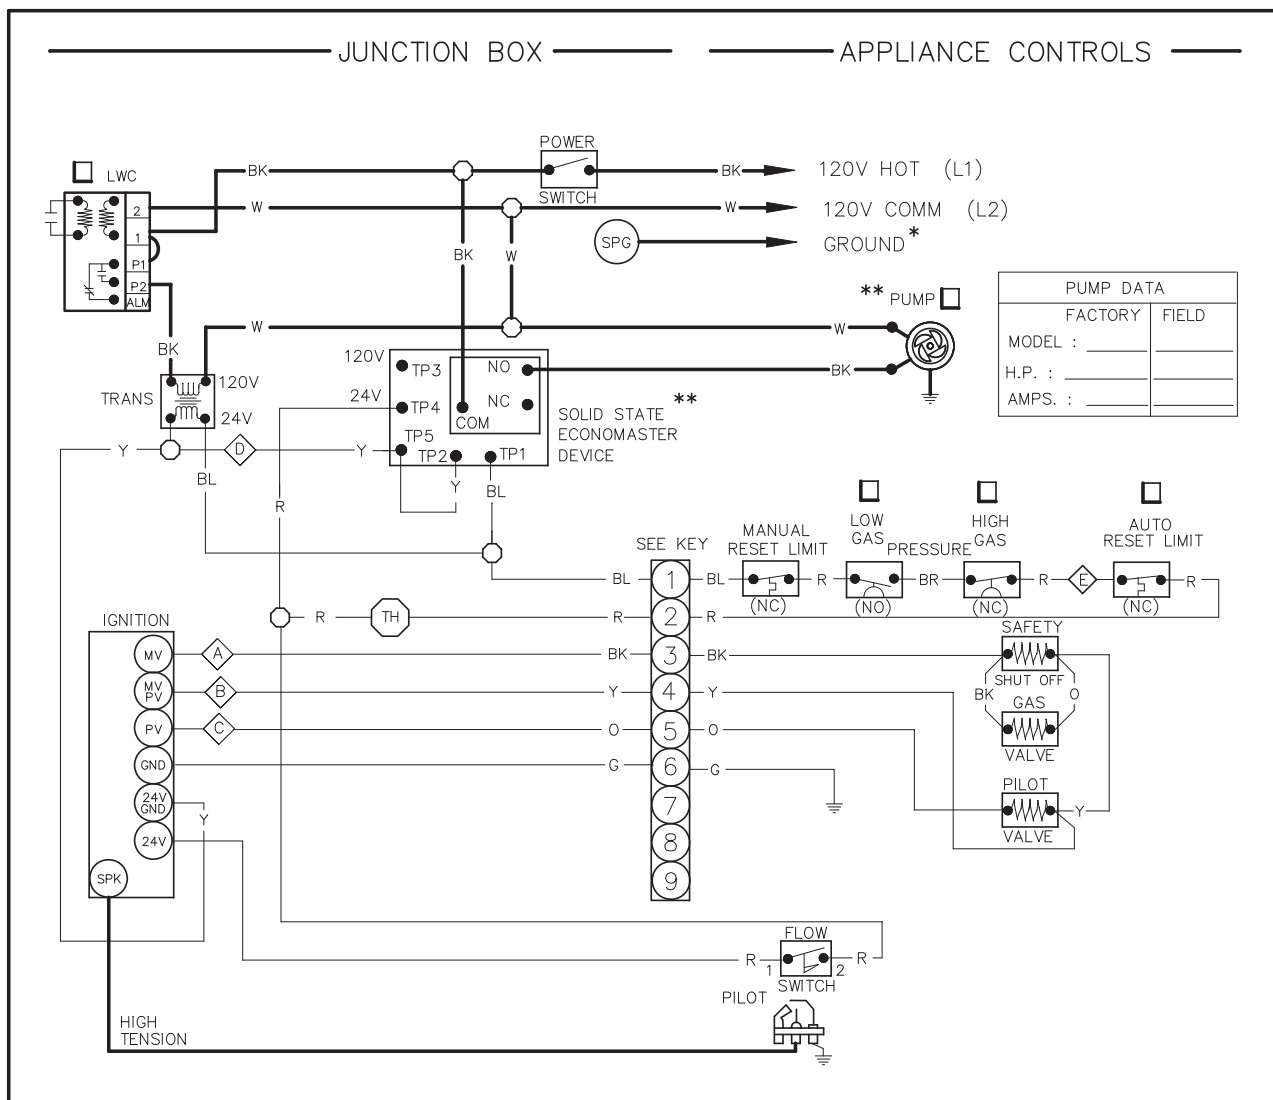 JUNCTION BOX
APPLIANCE CONTROLS
POWER
SWITCH
BK
BK
120V HOT (L1)
LWC
2
1
P1
P2
ALM
W
W
120V COMM (L2)
SPG
GROUND*
BK
W
** PUMP
PUMP DATA
FACTORY FIELD
MODEL :
H.P. :
AMPS. :
W
W
BK
BK
TRANS
120V
24V
120V
24V
TP3
TP4
TP5
TP2
TP1
NO
NC
COM
SOLID STATE **
ECONOMASTER
DEVICE
Y
D
Y
BL
R
Y
BL
SEE KEY
MANUAL
RESET LIMIT
(NC)
LOW
GAS
PRESSURE
HIGH
GAS
(NO)
(NC)
AUTO
RESET LIMIT
(NC)
BL
1
BL
R
BR
R
E
R
R
TH
R
2
R
IGNITION
MV
A
BK
3
BK
SAFETY
SHUT OFF
MV
PV
B
Y
4
Y
BK
O
GAS
VALVE
PV
C
O
5
O
GND
G
6
G
24V
GND
Y
7
PILOT
VALVE
Y
24V
8
SPK
9
FLOW
SWITCH
R
1
2
R
PILOT
HIGH
TENSION